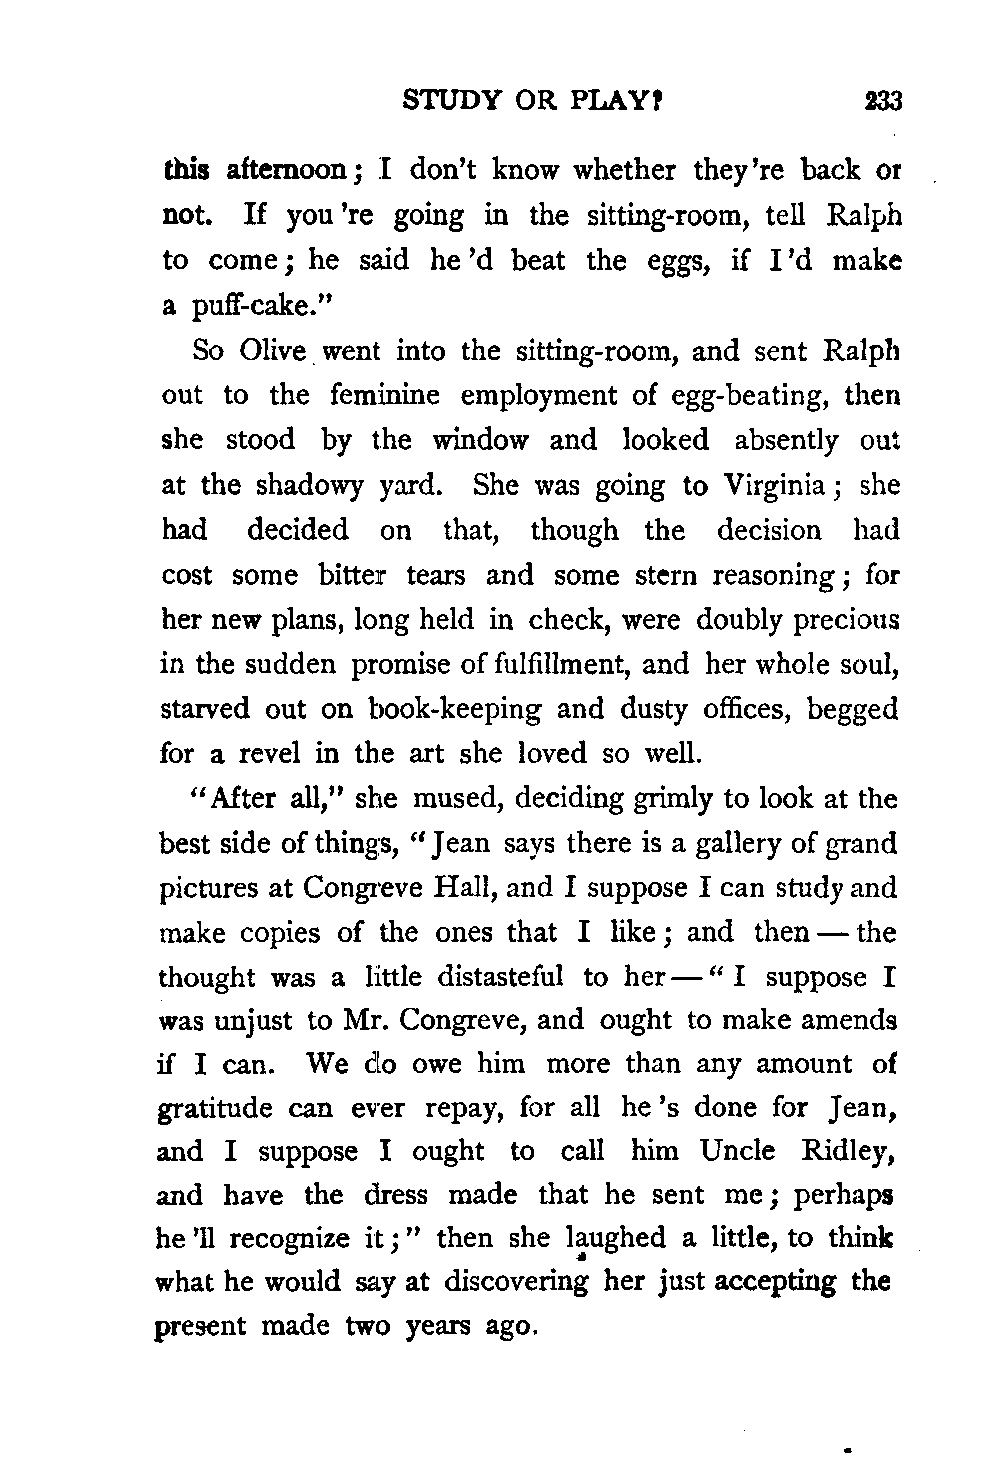 STUDY OR PLAY? 233
this afternoon; I don't know whether they're back or
not. If you're going in the sitting-room, tell Ralph
to come; he said he'd beat the eggs, if I'd make
a puff-cake."
So Olive went into the sitting-room, and sent Ralph
out to the feminine employment of egg-beating, then
she stood by the window and looked absently out
at the shadowy yard. She was going to Virginia; she
had decided on that, though the decision had
cost some bitter tears and some stern reasoning; for
her new plans, long held in check, were doubly precious
in the sudden promise of fulfillment, and her whole soul,
starved out on book-keeping and dusty offices, begged
for a revel in the art she loved so well.
"After all," she mused, deciding grimly to look at the
best side of things, "Jean says there is a gallery of grand
pictures at Congreve Hall, and I suppose I can study and
make copies of the ones that I like; and then — the
thought was a little distasteful to her — "I suppose I
was unjust to Mr. Congreve, and ought to make amends
if I can. We do owe him more than any amount of
gratitude can ever repay, for all he's done for Jean,
and I suppose I ought to call him Uncle Ridley,
and have the dress made that he sent me; perhaps
he'll recognize it;" then she laughed a little, to think
what he would say at discovering her just accepting the
present made two years ago.